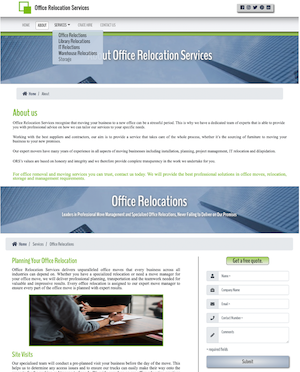 Office Relocation Services
HOME ABOUT SERVICES OUR WORK CONTACT US
Office Relocations
Library Relocations
IT Relocations
Warehouse Relocations
Storage
out Office Relocation Services
Home / About
About us
Office Relocation Services recognise that moving your business to a new office can be a stressful period. This is why we have a dedicated team of experts that is able to provide
you with professional advice on how we can tailor our services to your specific needs.
Working with the best suppliers and contractors, our aim is to provide a service that takes care of the whole process, whether it's the sourcing of furniture to moving your
business to your new premises.
Our expert movers have many years of experience in all aspects of moving businesses including installation, planning, project management, IT relocation and dilapidation.
ORS's values are based on honesty and integrity and we therefore provide complete transparency in the work we undertake for you.
For office removal and moving services you can trust, contact us today. We will provide the best professional solutions to office moves, relocation,
storage and management requirements.
Office Relocations
Leaders in Professional Move Management and Specialised Office Relocations, Never Failing to Deliver on Our Promises
Home / Services / Office Relocations
Planning Your Office Relocation
Office Relocation Services delivers unparalleled office moves that every business across all
industries can depend on. Whether you have a specialised relocation or need a move manager for
your office move, we will deliver professional planning, transportation and the teamwork needed for
valuable and impressive results. Every office relocation is assigned to our expert move manager to
ensure every part of the office move is planned with expert results.
Get a free quote.
Name
Company Name
Email
Contact Number
Comments
* required fields
Submit
Site Visits
Our specialised team will conduct a pre-planned visit your business before the day of the move. This
helps us to determine any access issues and to ensure our trucks can easily make their way onto the